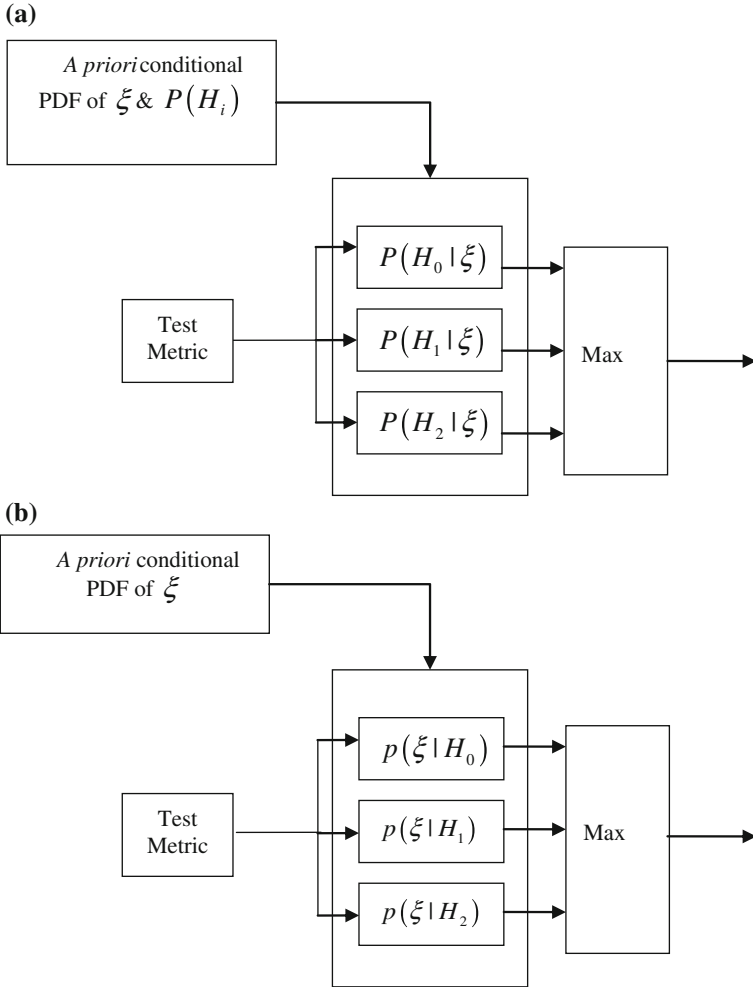 (a)
A priori conditional
PDF of ξ & P(H_i)
P(H_0 | ξ)
Test
Metric
P(H_1 | ξ)
Max
P(H_2 | ξ)
(b)
A priori conditional
PDF of ξ
p(ξ | H_0)
Test
Metric
p(ξ | H_1)
Max
p(ξ | H_2)